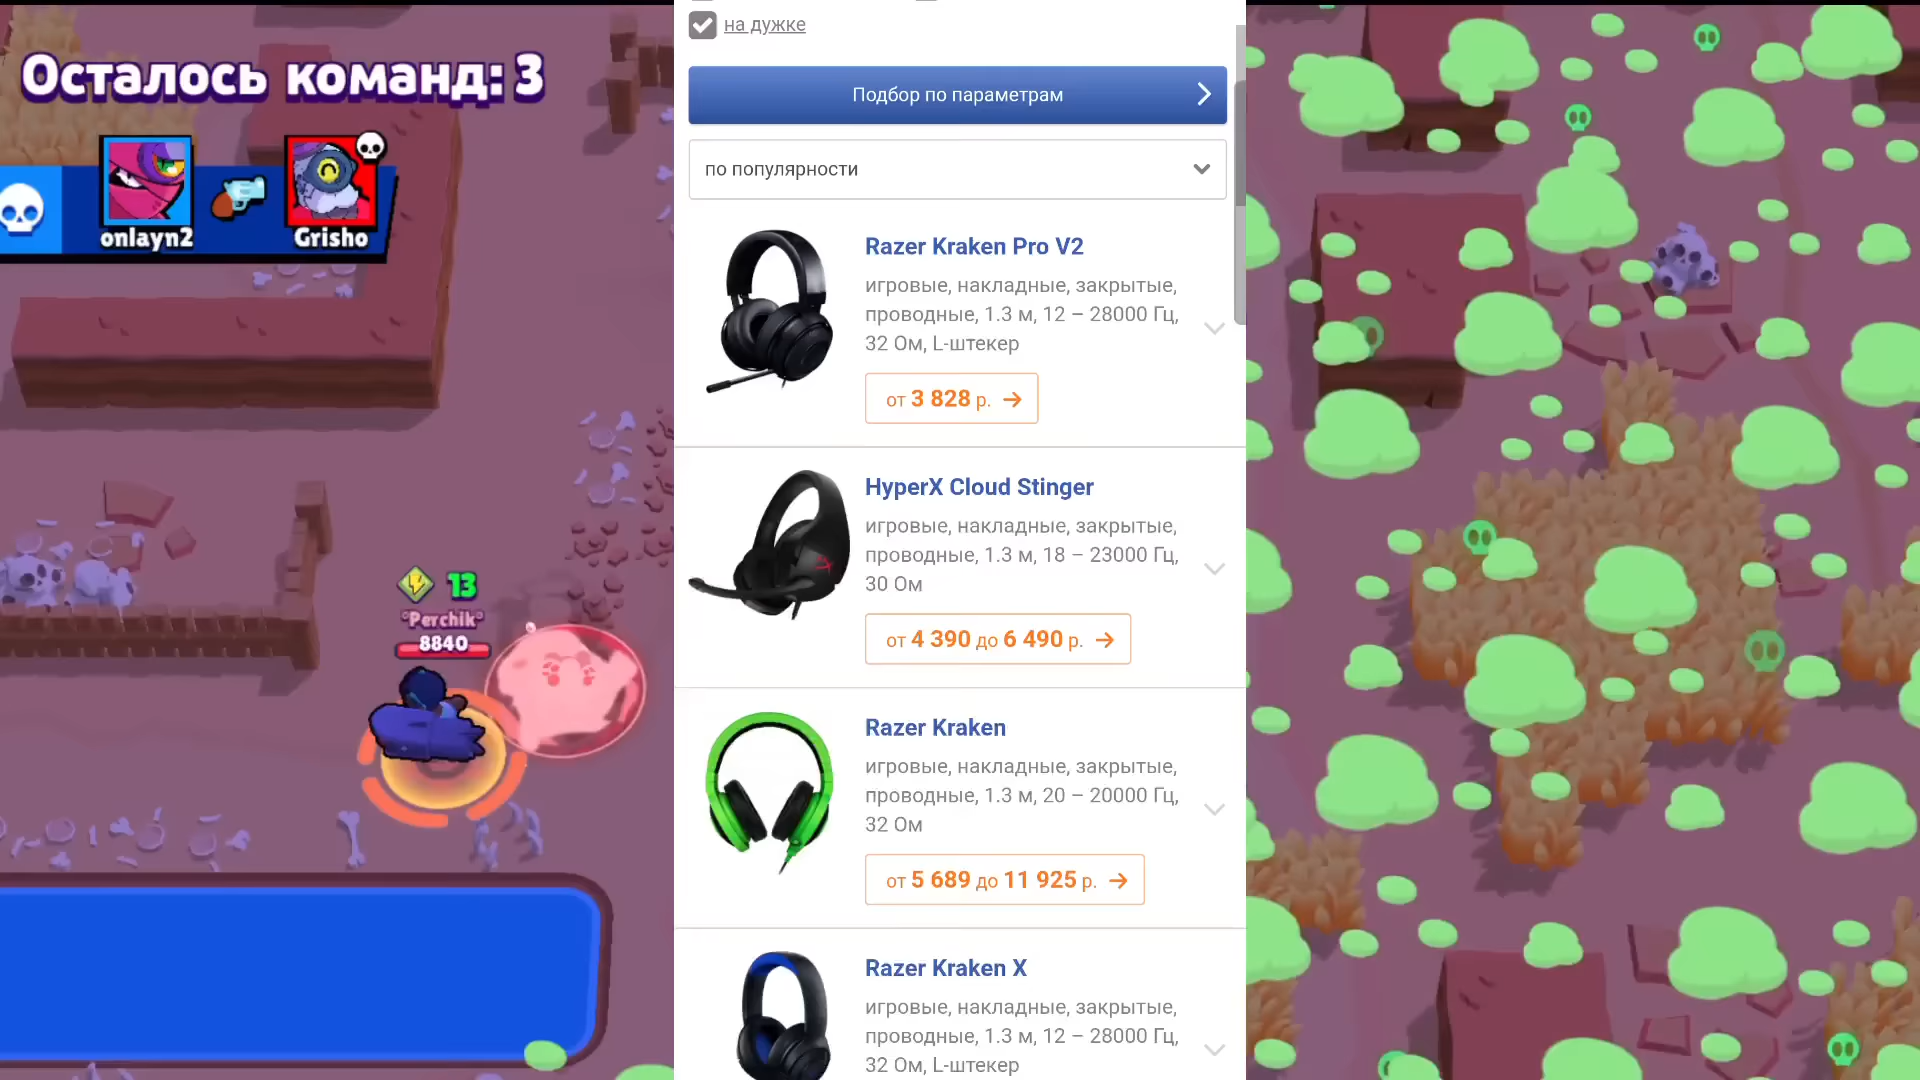 Осталось команд: 3
onlayn2
Grisho
13
*Perchik*
8840
на дужке
Подбор по параметрам
по популярности
Razer Kraken Pro V2
игровые, накладные, закрытые,
проводные, 1.3 м, 12 – 28000 Гц,
32 Ом, L-штекер
от 3 828 р.
HyperX Cloud Stinger
игровые, накладные, закрытые,
проводные, 1.3 м, 18 – 23000 Гц,
30 Ом
от 4 390 до 6 490 р.
Razer Kraken
игровые, накладные, закрытые,
проводные, 1.3 м, 20 – 20000 Гц,
32 Ом
от 5 689 до 11 925 р.
Razer Kraken X
игровые, накладные, закрытые,
проводные, 1.3 м, 12 – 28000 Гц,
32 Ом, L-штекер